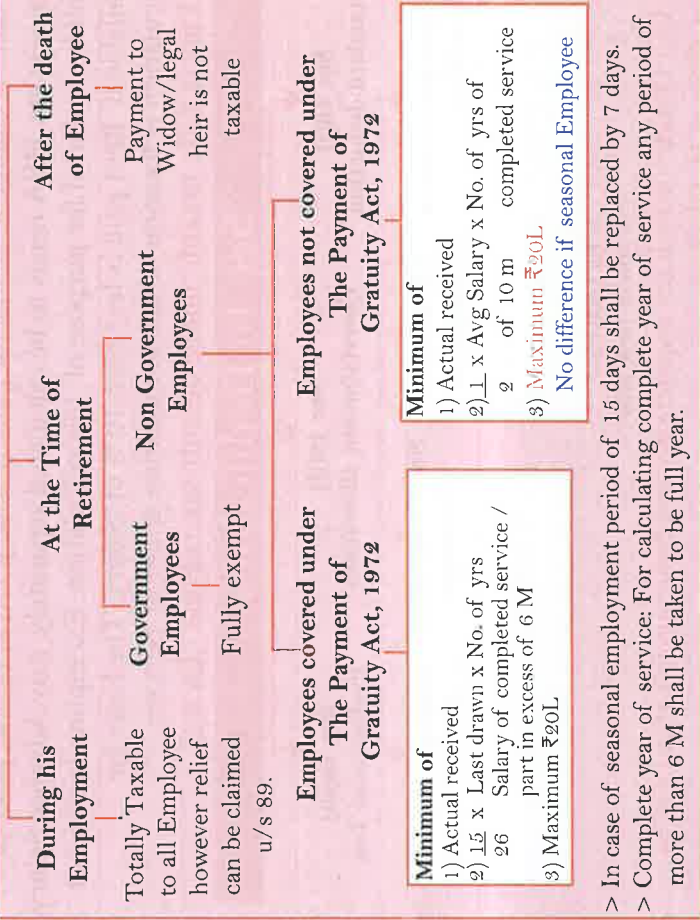 During his
Employment
Totally Taxable
to all Employee
however relief
can be claimed
u/s 89.
At the Time of
Retirement
Government
Employees
Fully exempt
Non Government
Employees
After the death
of Employee
Payment to
Widow/legal
heir is not
taxable
Employees covered under
The Payment of
Gratuity Act, 1972
Minimum of
1) Actual received
2) 15 x Last drawn x No. of yrs
26 Salary of completed service /
part in excess of 6 M
3) Maximum ₹20L
Employees not covered under
The Payment of
Gratuity Act, 1972
Minimum of
1) Actual received
2) 1 x Avg Salary x No. of yrs of
2 of 10 m completed service
3) Maximum ₹20L
No difference if seasonal Employee
> In case of seasonal employment period of 15 days shall be replaced by 7 days.
> Complete year of service: For calculating complete year of service any period of
more than 6 M shall be taken to be full year.